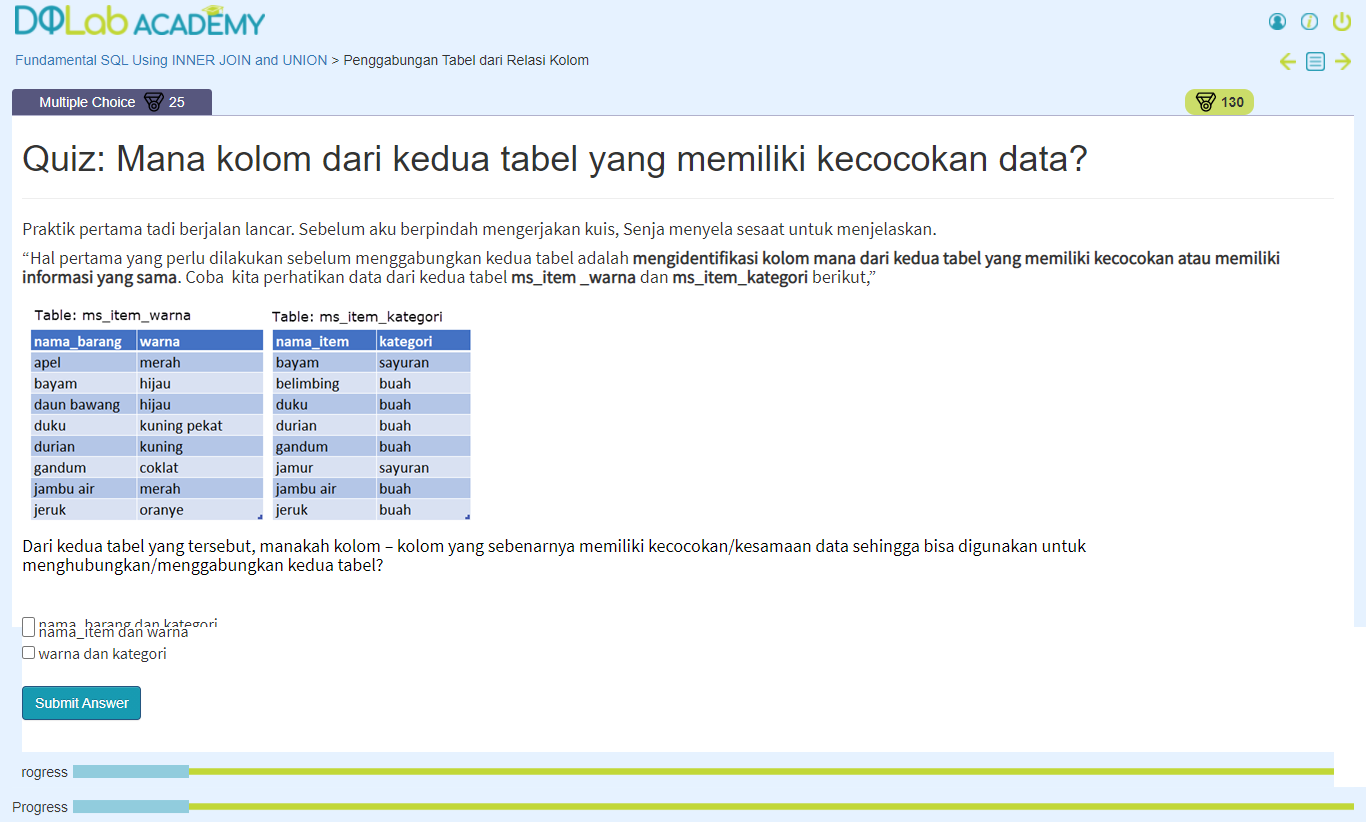 DQLab ACADEMY
Fundamental SQL Using INNER JOIN and UNION > Penggabungan Tabel dari Relasi Kolom
Multiple Choice 25
130
Quiz: Mana kolom dari kedua tabel yang memiliki kecocokan data?
Praktik pertama tadi berjalan lancar. Sebelum aku berpindah mengerjakan kuis, Senja menyela sesaat untuk menjelaskan.
“Hal pertama yang perlu dilakukan sebelum menggabungkan kedua tabel adalah mengidentifikasi kolom mana dari kedua tabel yang memiliki kecocokan atau memiliki
informasi yang sama. Coba kita perhatikan data dari kedua tabel ms_item _warna dan ms_item_kategori berikut,”
Table: ms_item_warna
nama_barang warna
apel merah
bayam hijau
daun bawang hijau
duku kuning pekat
durian kuning
gandum coklat
jambu air merah
jeruk oranye
Table: ms_item_kategori
nama_item kategori
bayam sayuran
belimbing buah
duku buah
durian buah
gandum buah
jamur sayuran
jambu air buah
jeruk buah
Dari kedua tabel yang tersebut, manakah kolom – kolom yang sebenarnya memiliki kecocokan/kesamaan data sehingga bisa digunakan untuk
menghubungkan/menggabungkan kedua tabel?
nama_barang dan kategori
nama_item dan warna
warna dan kategori
Submit Answer
rogress
Progress